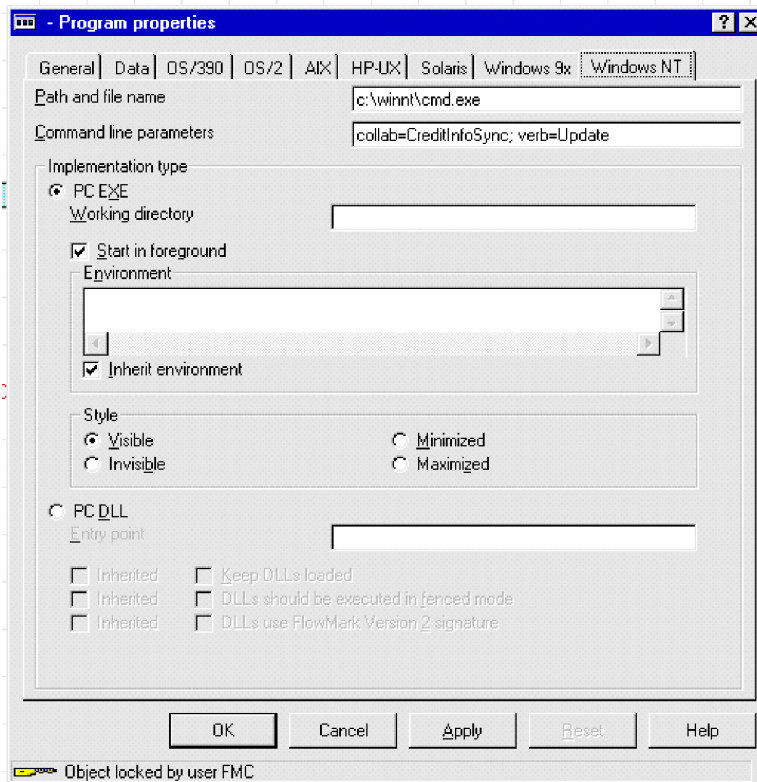 - Program properties
General Data OS/390 OS/2 AIX HP-UX Solaris Windows 9x Windows NT
Path and file name c:\winnt\cmd.exe
Command line parameters collab=CreditInfoSync; verb=Update
Implementation type
PC EXE
Working directory
Start in foreground
Environment
Inherit environment
Style
Visible Minimized
Invisible Maximized
PC DLL
Entry point
Inherited Keep DLLs loaded
Inherited DLLs should be executed in fenced mode
Inherited DLLs use FlowMark Version 2 signature
OK Cancel Apply Reset Help
Object locked by user FMC